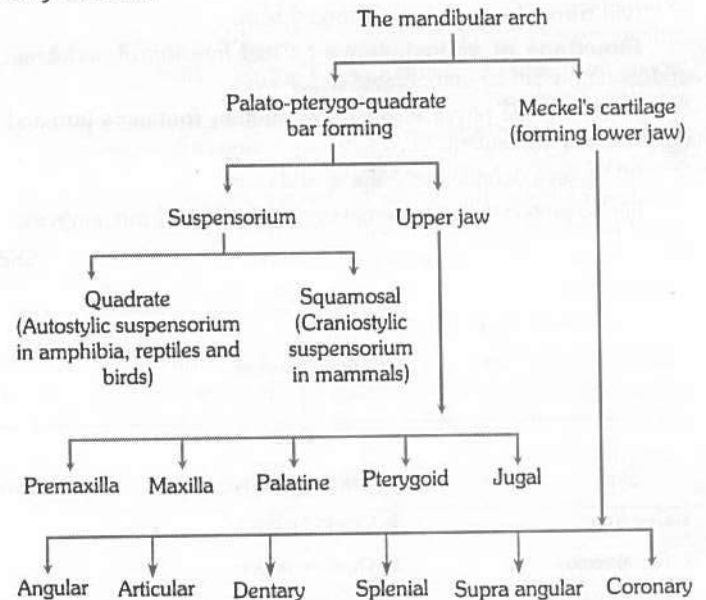 The mandibular arch
Palato-pterygo-quadrate
bar forming
Meckel's cartilage
(forming lower jaw)
Suspensorium
Upper jaw
Quadrate
(Autostylic suspensorium
in amphibia, reptiles and
birds)
Squamosal
(Craniostylic
suspensorium
in mammals)
Premaxilla
Maxilla
Palatine
Pterygoid
Jugal
Angular
Articular
Dentary
Splenial
Supra angular
Coronary